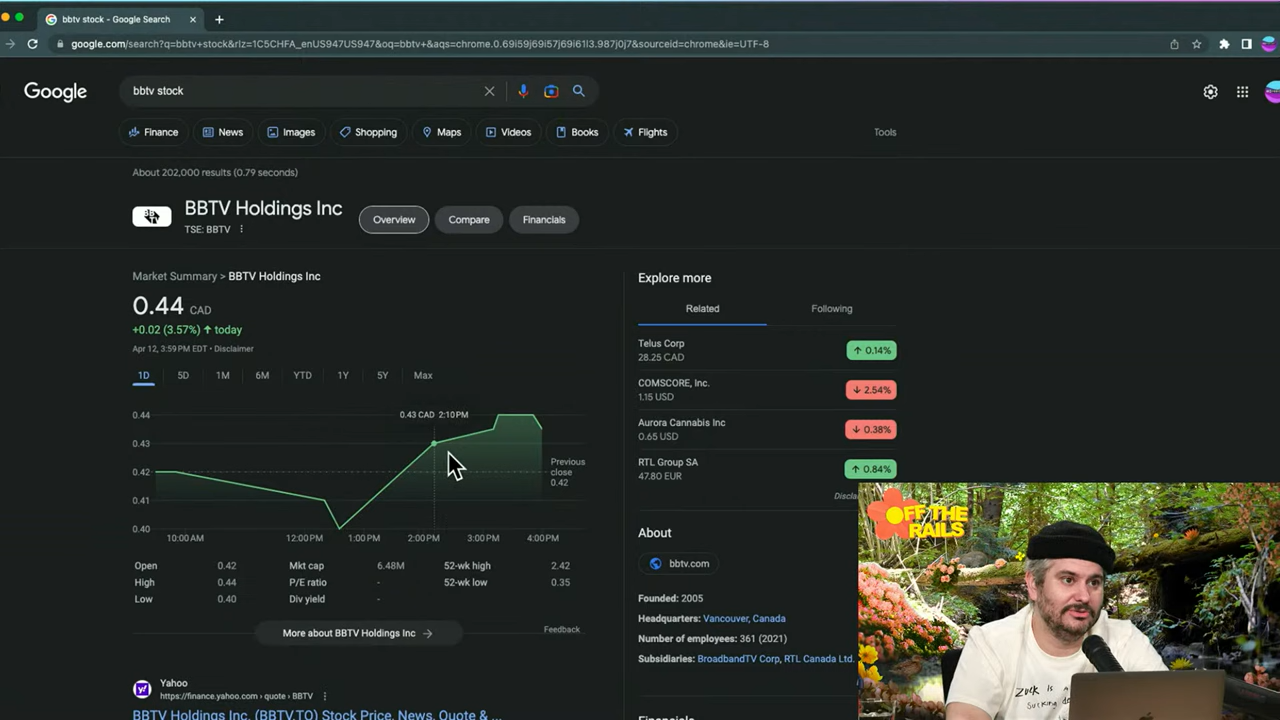 bbtv stock - Google Search
google.com/search?q=bbtv+stock&rlz=1C5CHFA_enUS947US947&oq=bbtv+&aqs=chrome.0.69i59j69i57j69i61l3.987j0j7&sourceid=chrome&ie=UTF-8
Google
bbtv stock
Finance
News
Images
Shopping
Maps
Videos
Books
Flights
Tools
About 202,000 results (0.79 seconds)
BBTV Holdings Inc
TSE: BBTV
Overview
Compare
Financials
Market Summary > BBTV Holdings Inc
0.44 CAD
+0.02 (3.57%) ↑ today
Apr 12, 3:59 PM EDT • Disclaimer
1D 5D 1M 6M YTD 1Y 5Y Max
0.43 CAD 2:10 PM
0.44
0.43
0.42
0.41
0.40
Previous
close
0.42
10:00 AM 12:00 PM 1:00 PM 2:00 PM 3:00 PM 4:00 PM
Open 0.42 Mkt cap 6.48M 52-wk high 2.42
High 0.44 P/E ratio - 52-wk low 0.35
Low 0.40 Div yield -
More about BBTV Holdings Inc →
Feedback
Yahoo
https://finance.yahoo.com › quote › BBTV
BBTV Holdings Inc. (BBTV.TO) Stock Price, News, Quote & ...
Explore more
Related Following
Telus Corp
28.25 CAD
↑ 0.14%
COMSCORE, Inc.
1.15 USD
↓ 2.54%
Aurora Cannabis Inc
0.65 USD
↓ 0.38%
RTL Group SA
47.80 EUR
↑ 0.84%
About
bbtv.com
Founded: 2005
Headquarters: Vancouver, Canada
Number of employees: 361 (2021)
Subsidiaries: BroadbandTV Corp, RTL Canada Ltd.
OFF THE
RAILS
Zuck is a